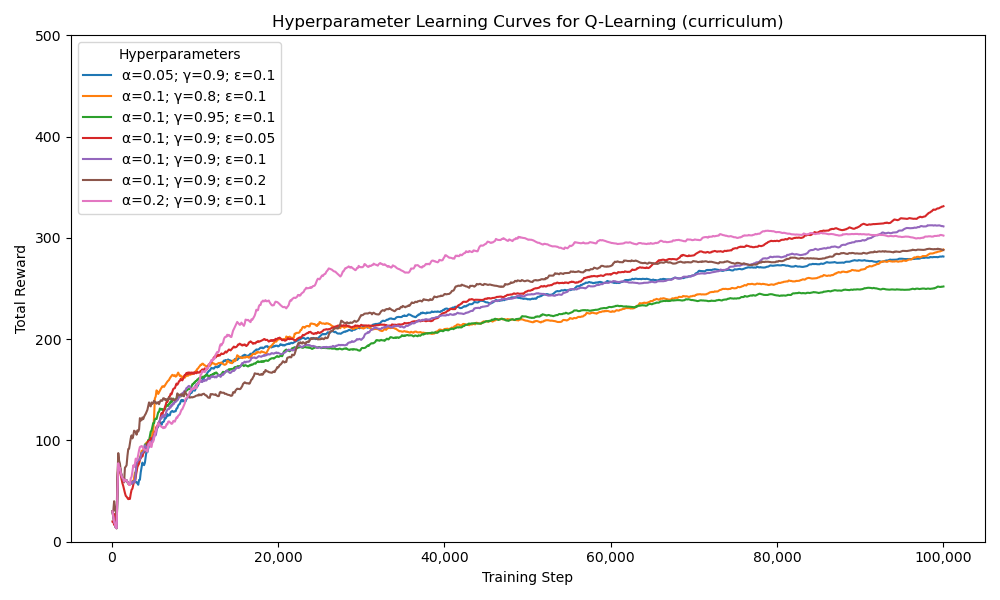 Hyperparameter Learning Curves for Q-Learning (curriculum)
Total Reward
500
400
300
200
100
0
Hyperparameters
α=0.05; γ=0.9; ε=0.1
α=0.1; γ=0.8; ε=0.1
α=0.1; γ=0.95; ε=0.1
α=0.1; γ=0.9; ε=0.05
α=0.1; γ=0.9; ε=0.1
α=0.1; γ=0.9; ε=0.2
α=0.2; γ=0.9; ε=0.1
0 20,000 40,000 60,000 80,000 100,000
Training Step